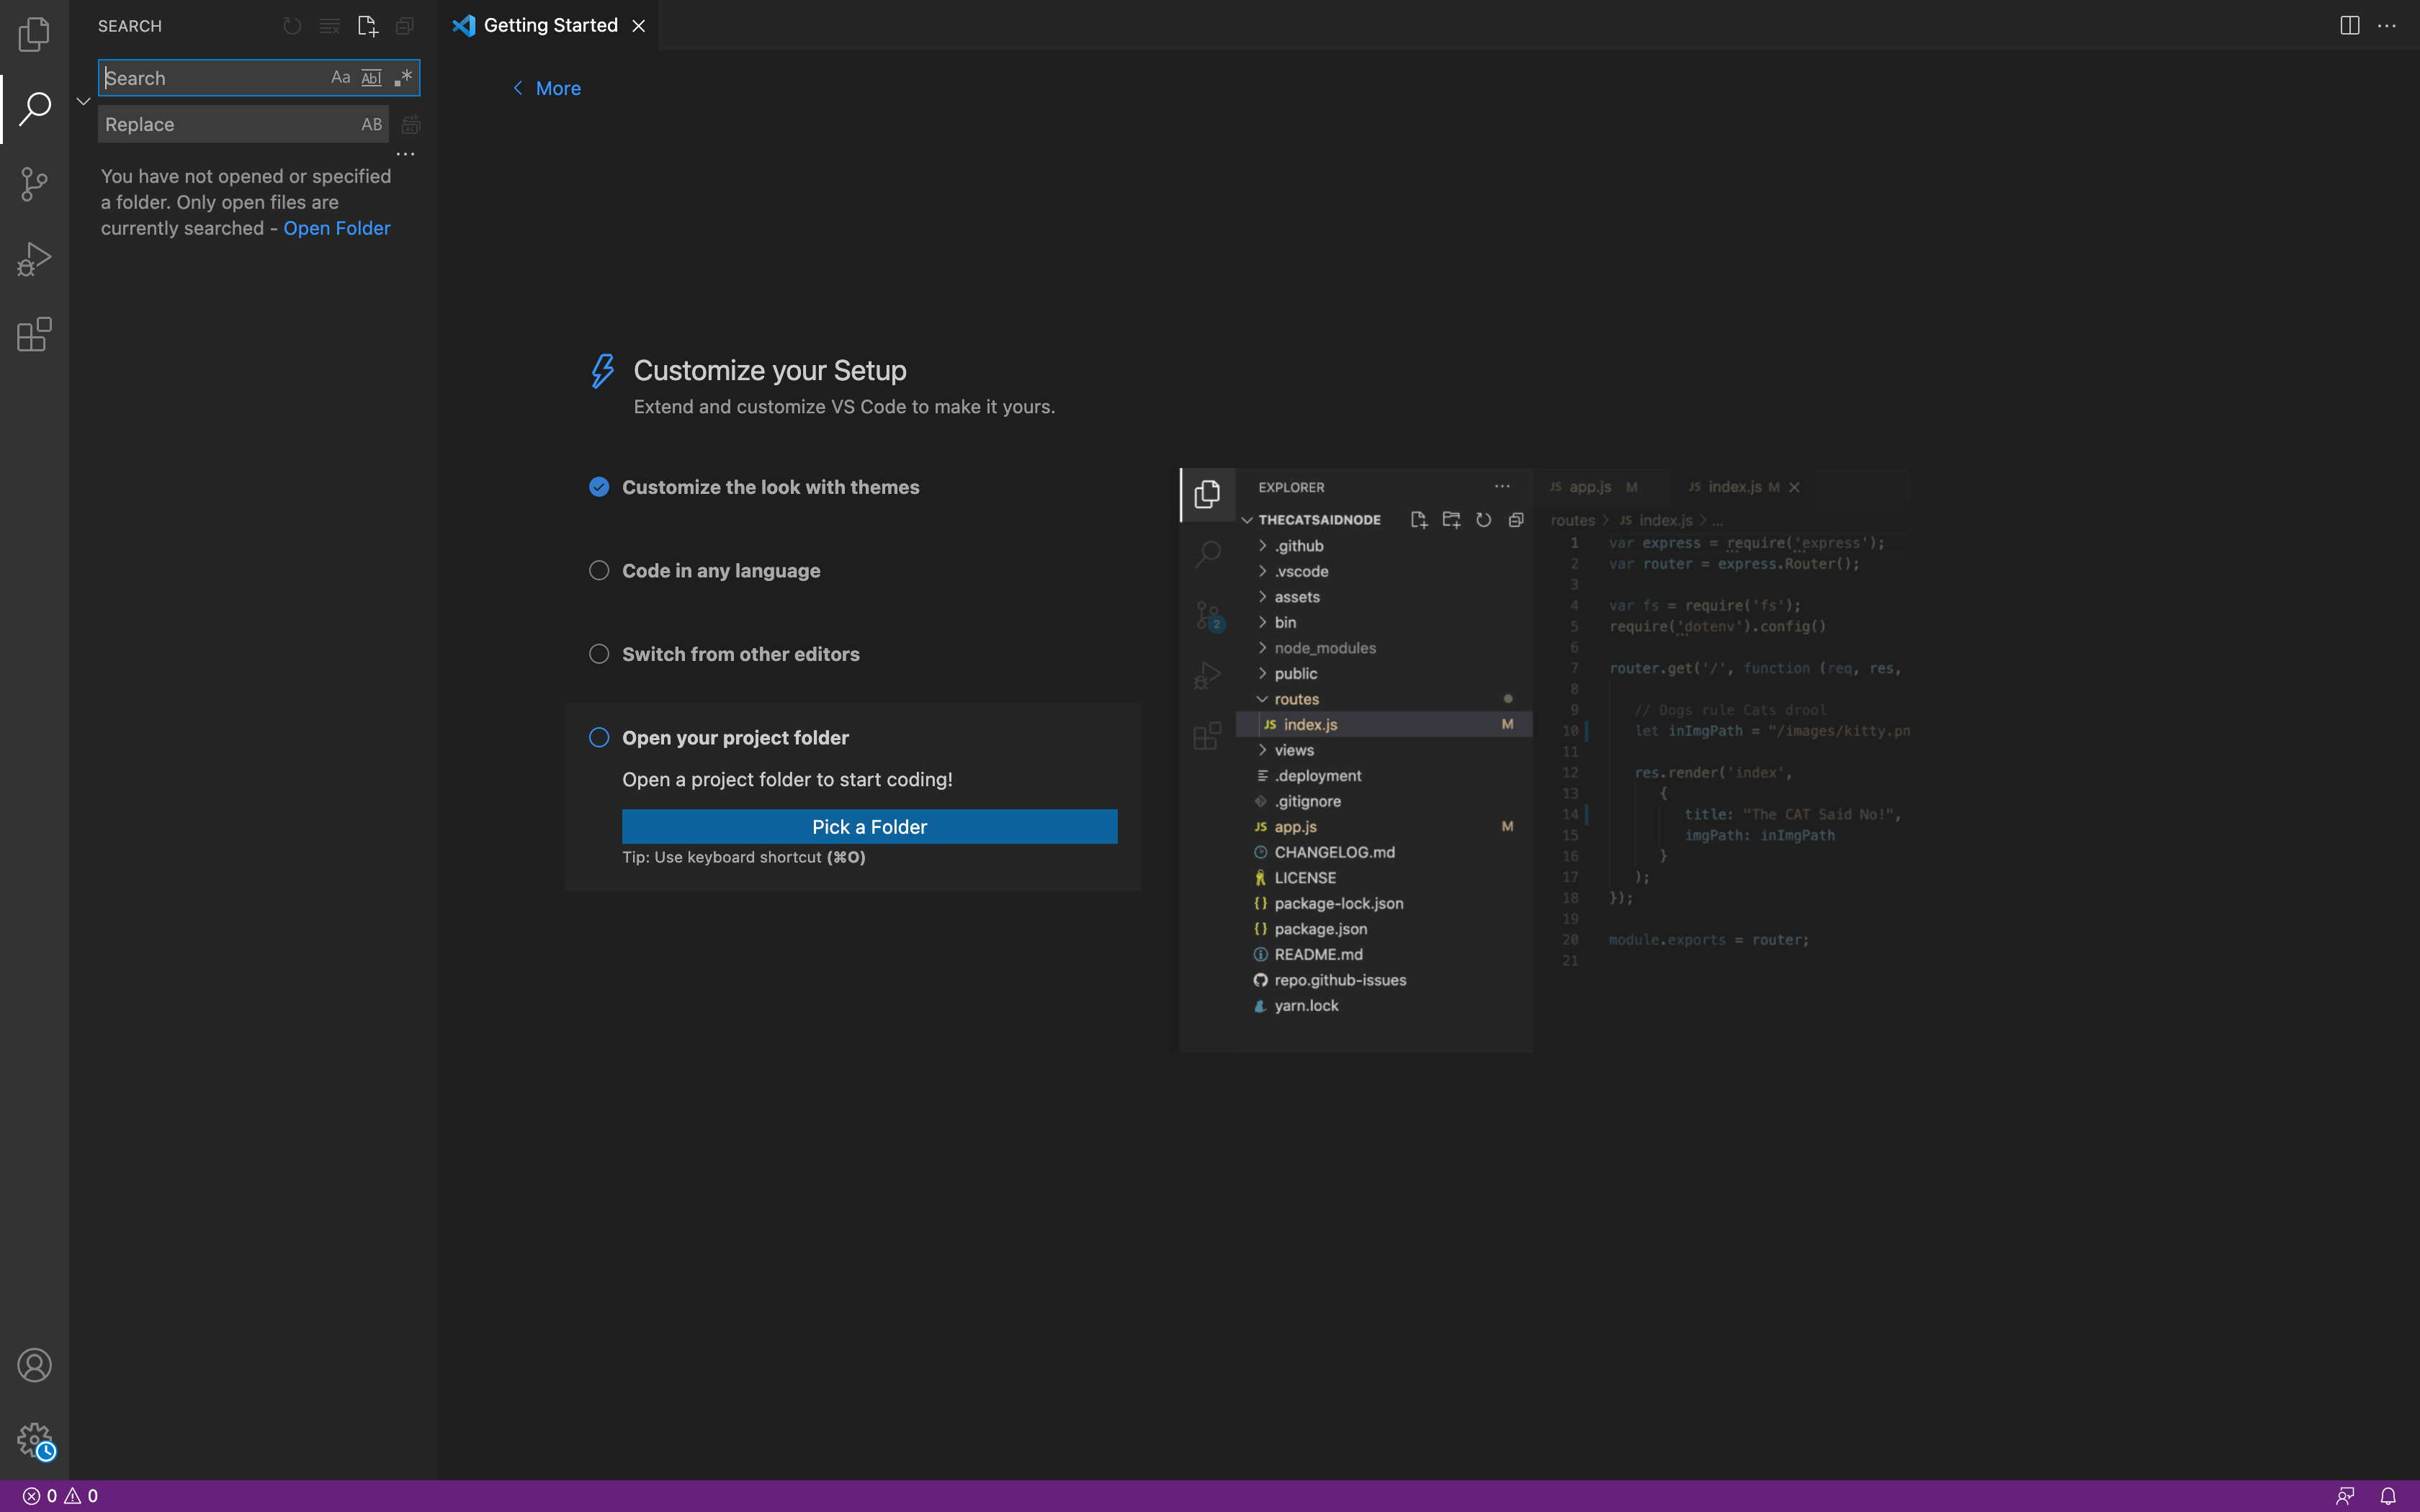 SEARCH
Search
Aa
Abl
.*
Replace
AB
You have not opened or specified
a folder. Only open files are
currently searched - Open Folder
Getting Started
More
Customize your Setup
Extend and customize VS Code to make it yours.
Customize the look with themes
Code in any language
Switch from other editors
Open your project folder
Open a project folder to start coding!
Pick a Folder
Tip: Use keyboard shortcut (⌘O)
EXPLORER
THECATSAIDNODE
.github
.vscode
assets
bin
node_modules
public
routes
JS index.js M
views
.deployment
.gitignore
JS app.js M
CHANGELOG.md
LICENSE
{} package-lock.json
{} package.json
README.md
repo.github-issues
yarn.lock
2
JS app.js M
JS index.js M
routes > JS index.js > ...
1 var express = require('express');
2 var router = express.Router();
3
4 var fs = require('fs');
5 require('dotenv').config()
6
7 router.get('/', function (req, res,
8
9 // Dogs rule Cats drool
10 let inImgPath = "/images/kitty.pn
11
12 res.render('index',
13 {
14 title: "The CAT Said No!",
15 imgPath: inImgPath
16 }
17 );
18 });
19
20 module.exports = router;
21
0 0